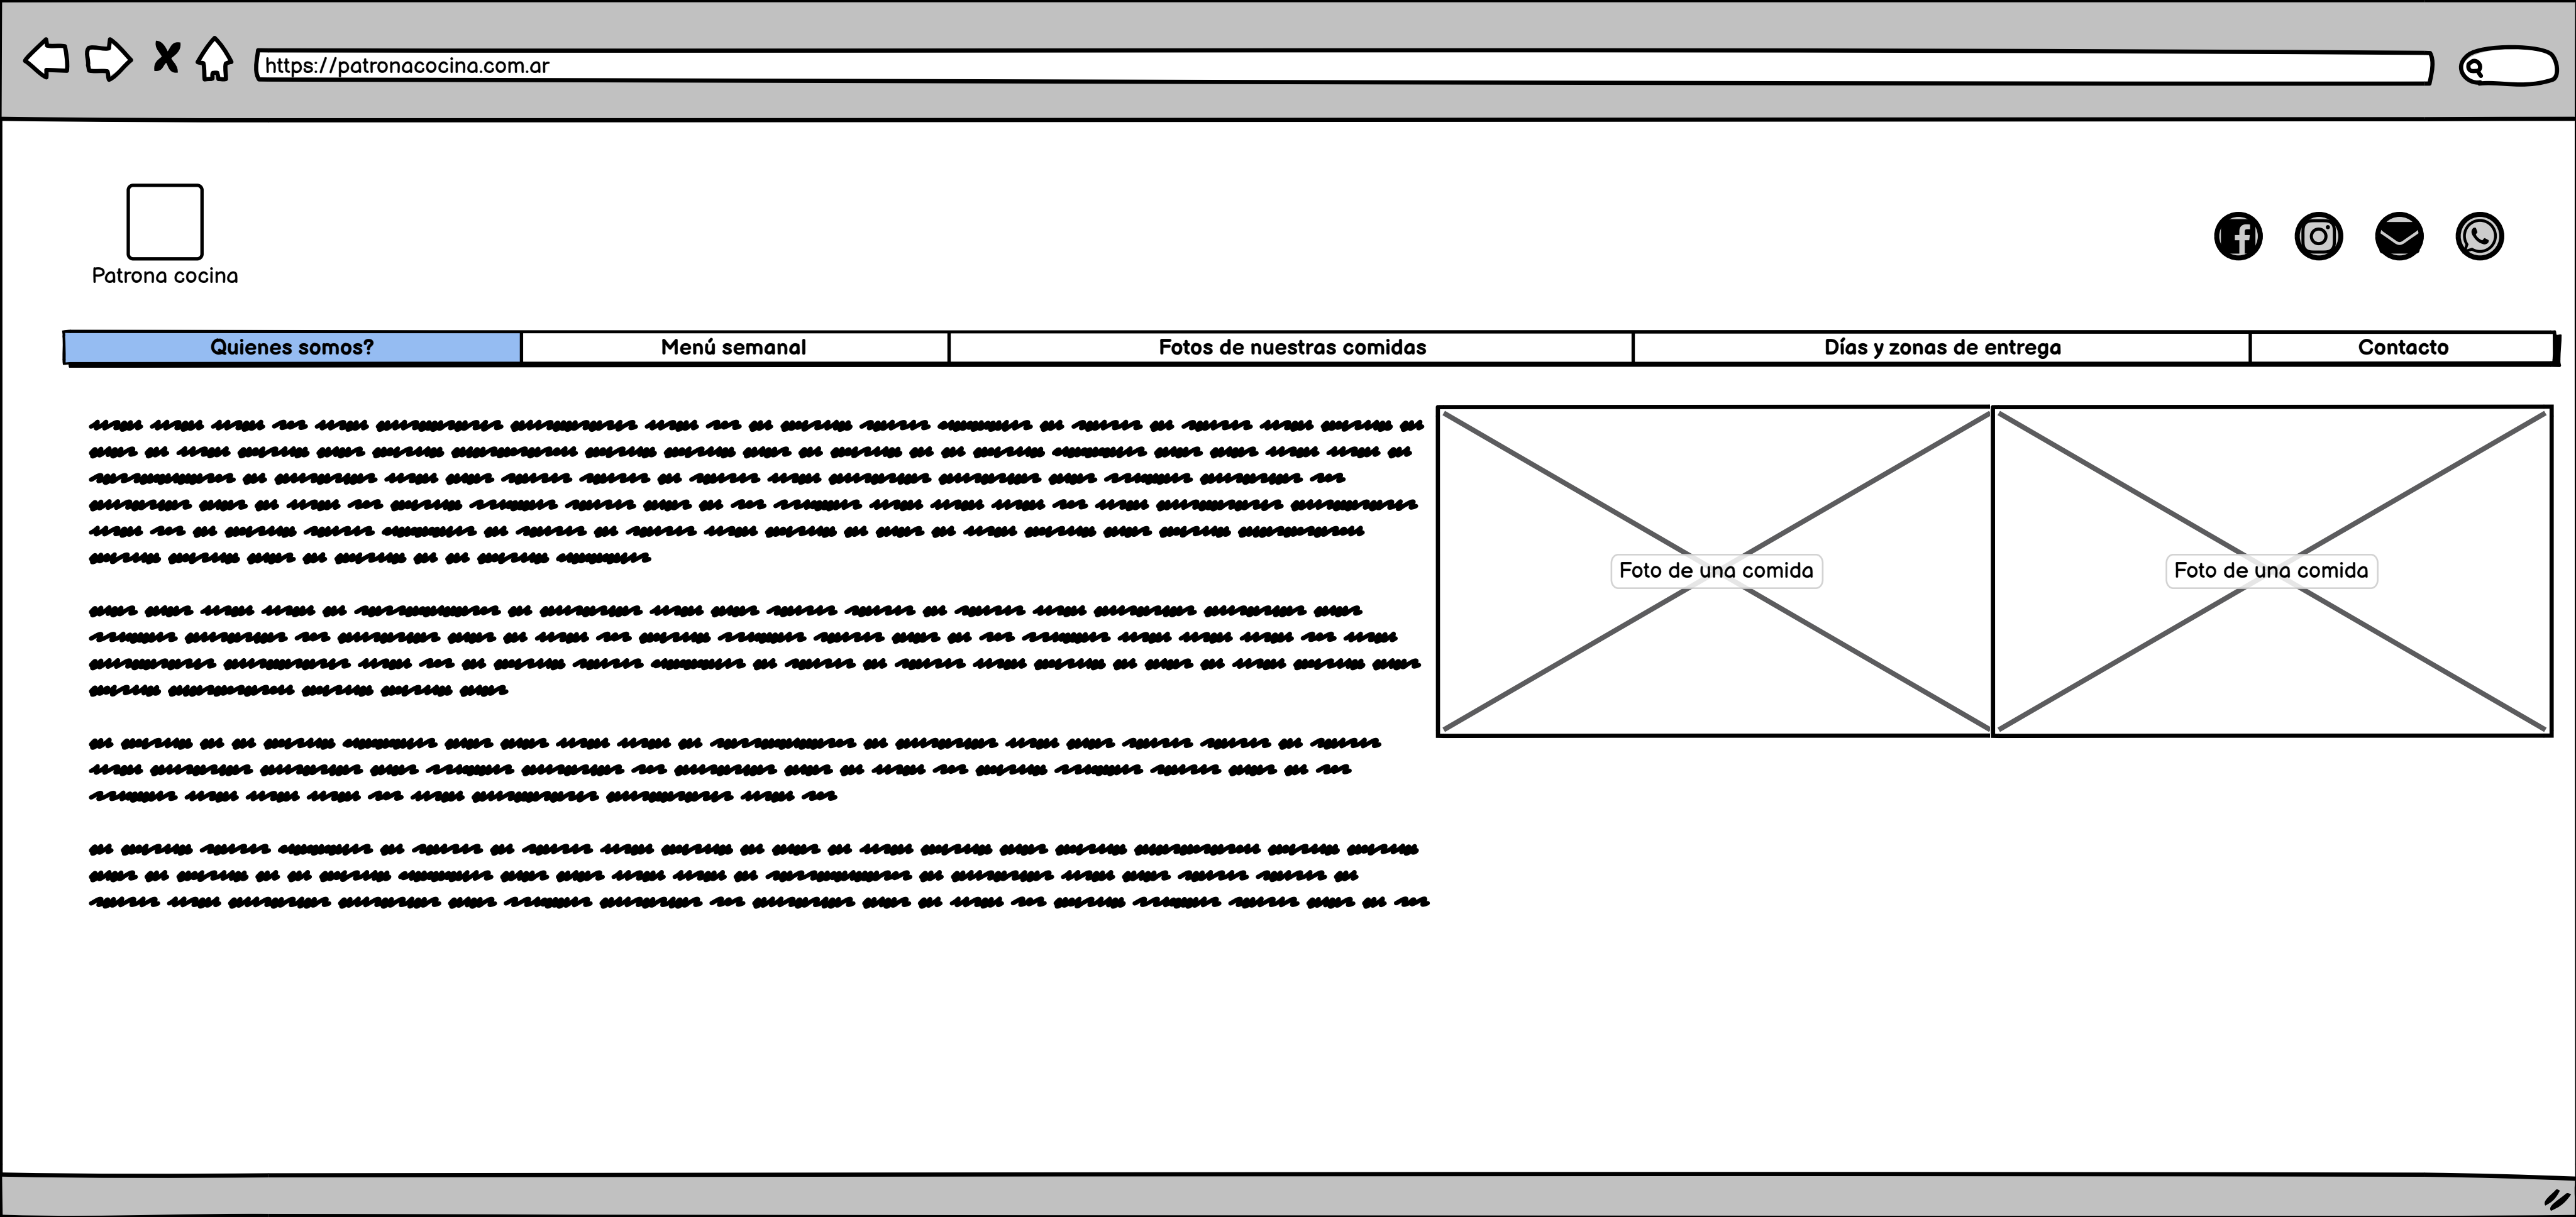 https://patronacocina.com.ar
Patrona cocina
Quienes somos?
Menú semanal
Fotos de nuestras comidas
Días y zonas de entrega
Contacto
Foto de una comida
Foto de una comida